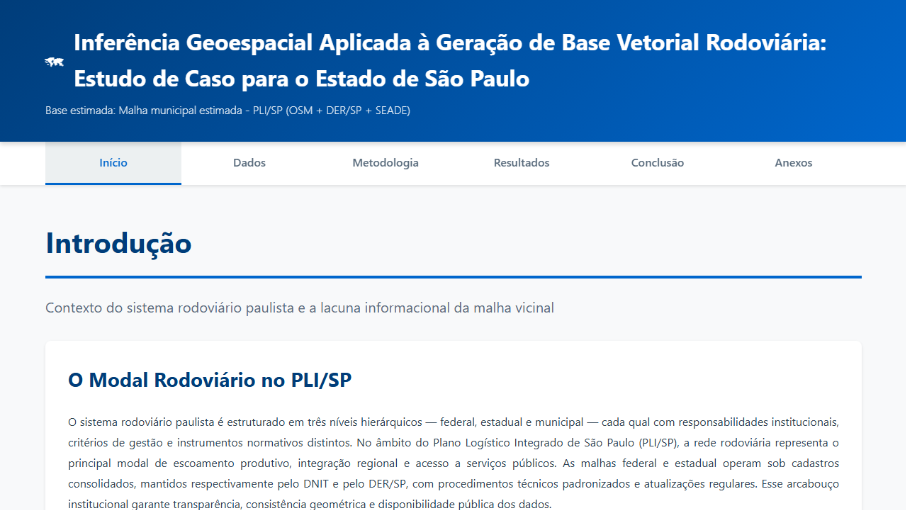 Inferência Geoespacial Aplicada à Geração de Base Vetorial Rodoviária:
Estudo de Caso para o Estado de São Paulo
Base estimada: Malha municipal estimada - PLI/SP (OSM + DER/SP + SEADE)
Início Dados Metodologia Resultados Conclusão Anexos
Introdução
Contexto do sistema rodoviário paulista e a lacuna informacional da malha vicinal
O Modal Rodoviário no PLI/SP
O sistema rodoviário paulista é estruturado em três níveis hierárquicos — federal, estadual e municipal — cada qual com responsabilidades institucionais,
critérios de gestão e instrumentos normativos distintos. No âmbito do Plano Logístico Integrado de São Paulo (PLI/SP), a rede rodoviária representa o
principal modal de escoamento produtivo, integração regional e acesso a serviços públicos. As malhas federal e estadual operam sob cadastros
consolidados, mantidos respectivamente pelo DNIT e pelo DER/SP, com procedimentos técnicos padronizados e atualizações regulares. Esse arcabouço
institucional garante transparência, consistência geométrica e disponibilidade pública dos dados.